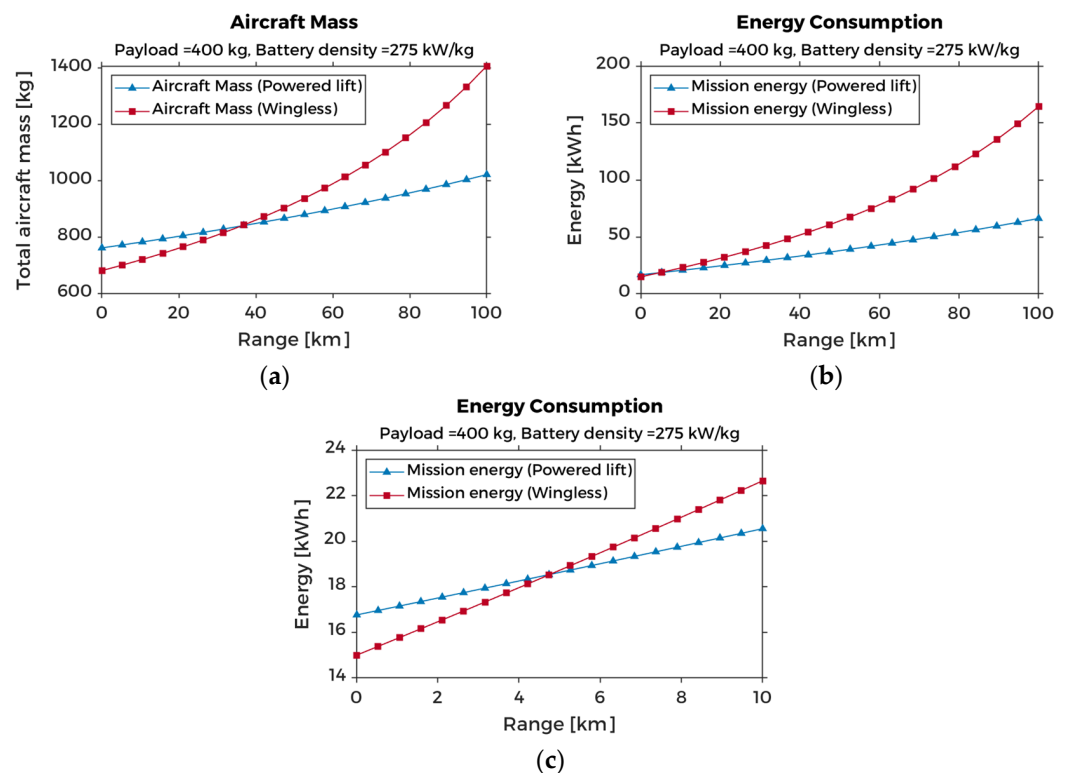 Aircraft Mass
Payload =400 kg, Battery density =275 kW/kg
Total aircraft mass [kg]
1400
1200
1000
800
600
Aircraft Mass (Powered lift)
Aircraft Mass (Wingless)
0 20 40 60 80 100
Range [km]
(a)
Energy Consumption
Payload =400 kg, Battery density =275 kW/kg
Energy [kWh]
200
150
100
50
0
Mission energy (Powered lift)
Mission energy (Wingless)
0 20 40 60 80 100
Range [km]
(b)
Energy Consumption
Payload =400 kg, Battery density =275 kW/kg
Energy [kWh]
24
22
20
18
16
14
Mission energy (Powered lift)
Mission energy (Wingless)
0 2 4 6 8 10
Range [km]
(c)